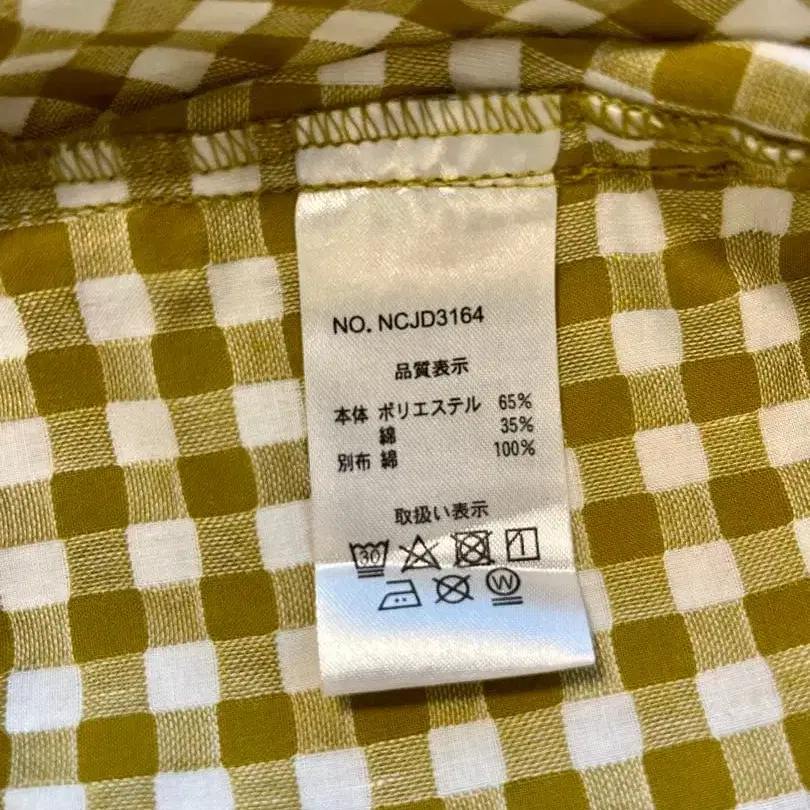 NO. NCJD3164
品質表示
本体 ポリエステル 65%
綿 35%
別布 綿 100%
取扱い表示
30
W